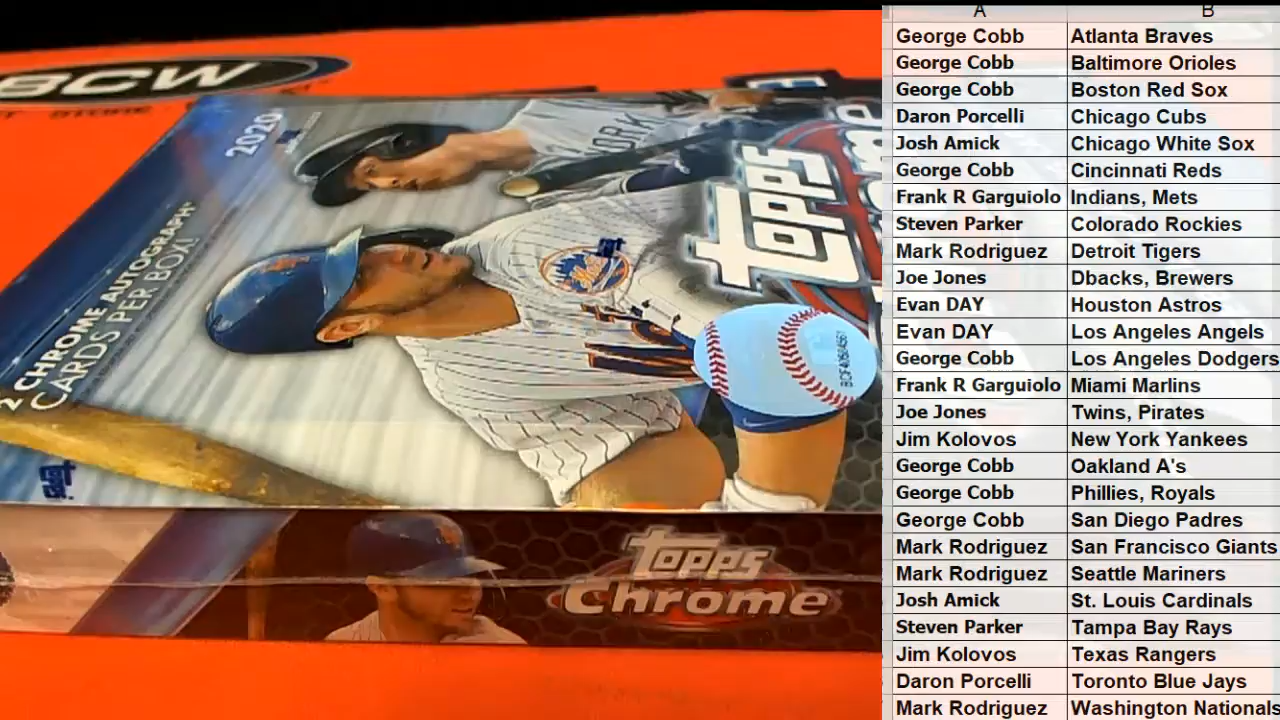 BCW
2020
2 CHROME AUTOGRAPH
CARDS PER BOX!
YORK
Mets
topps
topps
Chrome
A B
George Cobb Atlanta Braves
George Cobb Baltimore Orioles
George Cobb Boston Red Sox
Daron Porcelli Chicago Cubs
Josh Amick Chicago White Sox
George Cobb Cincinnati Reds
Frank R Garguiolo Indians, Mets
Steven Parker Colorado Rockies
Mark Rodriguez Detroit Tigers
Joe Jones Dbacks, Brewers
Evan DAY Houston Astros
Evan DAY Los Angeles Angels
George Cobb Los Angeles Dodgers
Frank R Garguiolo Miami Marlins
Joe Jones Twins, Pirates
Jim Kolovos New York Yankees
George Cobb Oakland A's
George Cobb Phillies, Royals
George Cobb San Diego Padres
Mark Rodriguez San Francisco Giants
Mark Rodriguez Seattle Mariners
Josh Amick St. Louis Cardinals
Steven Parker Tampa Bay Rays
Jim Kolovos Texas Rangers
Daron Porcelli Toronto Blue Jays
Mark Rodriguez Washington Nationals